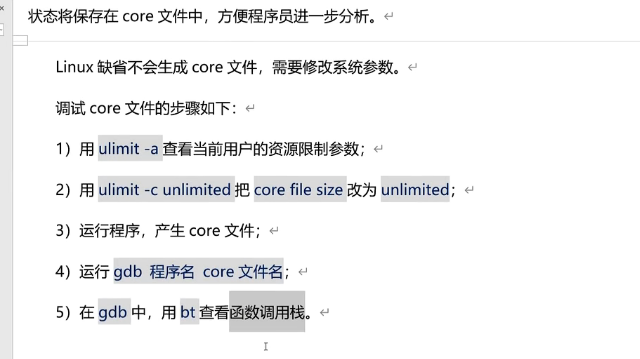 状态将保存在 core 文件中，方便程序员进一步分析。
Linux 缺省不会生成 core 文件，需要修改系统参数。
调试 core 文件的步骤如下：
1）用 ulimit -a 查看当前用户的资源限制参数；
2）用 ulimit -c unlimited 把 core file size 改为 unlimited；
3）运行程序，产生 core 文件；
4）运行 gdb 程序名 core 文件名；
5）在 gdb 中，用 bt 查看函数调用栈。